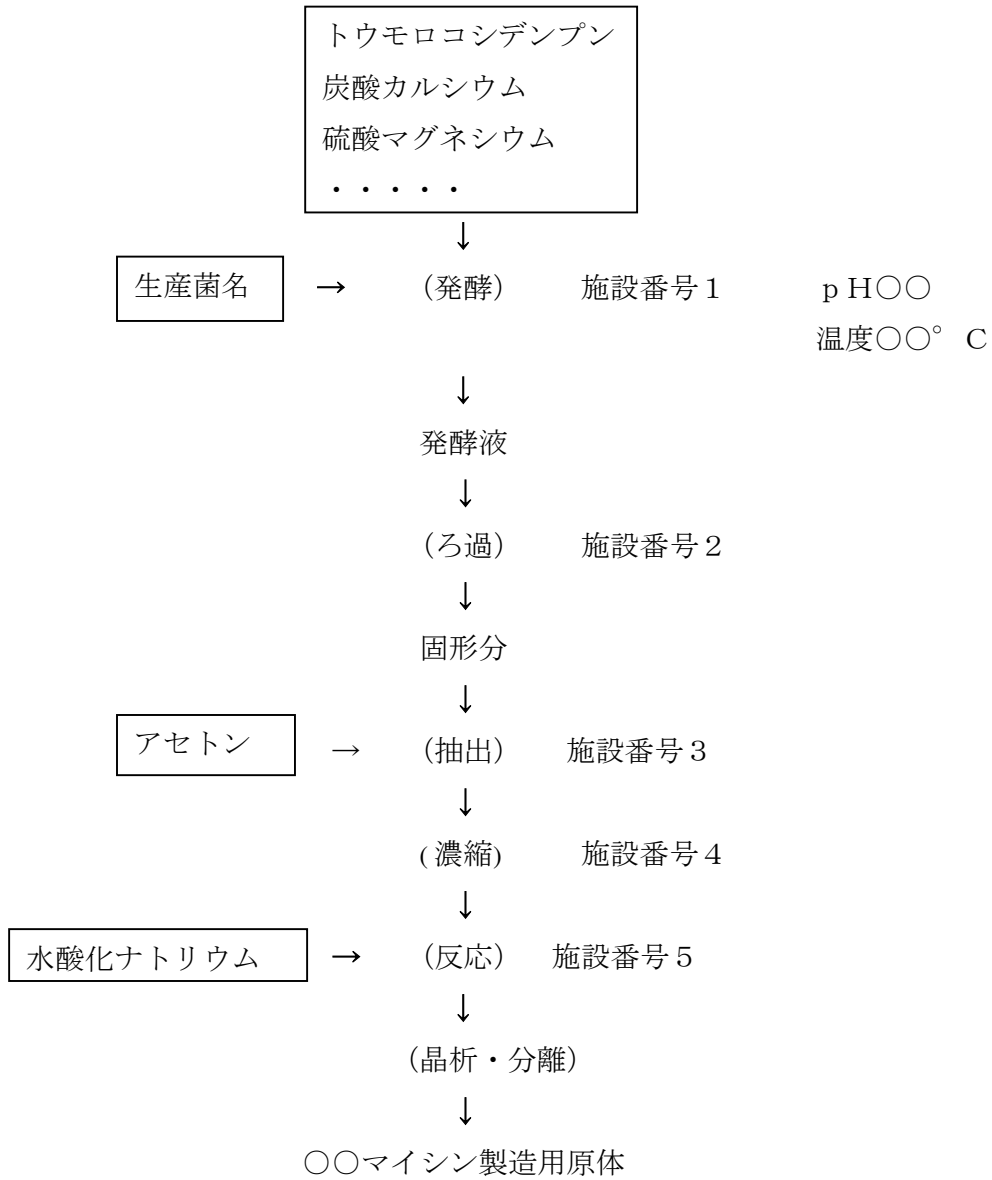 トウモロコシデンプン
炭酸カルシウム
硫酸マグネシウム
・・・・・
↓
生産菌名 → （発酵） 施設番号１ ｐＨ○○
温度○○°C
↓
発酵液
↓
（ろ過） 施設番号２
↓
固形分
↓
アセトン → （抽出） 施設番号３
↓
(濃縮) 施設番号４
↓
水酸化ナトリウム → （反応） 施設番号５
↓
（晶析・分離）
↓
○○マイシン製造用原体